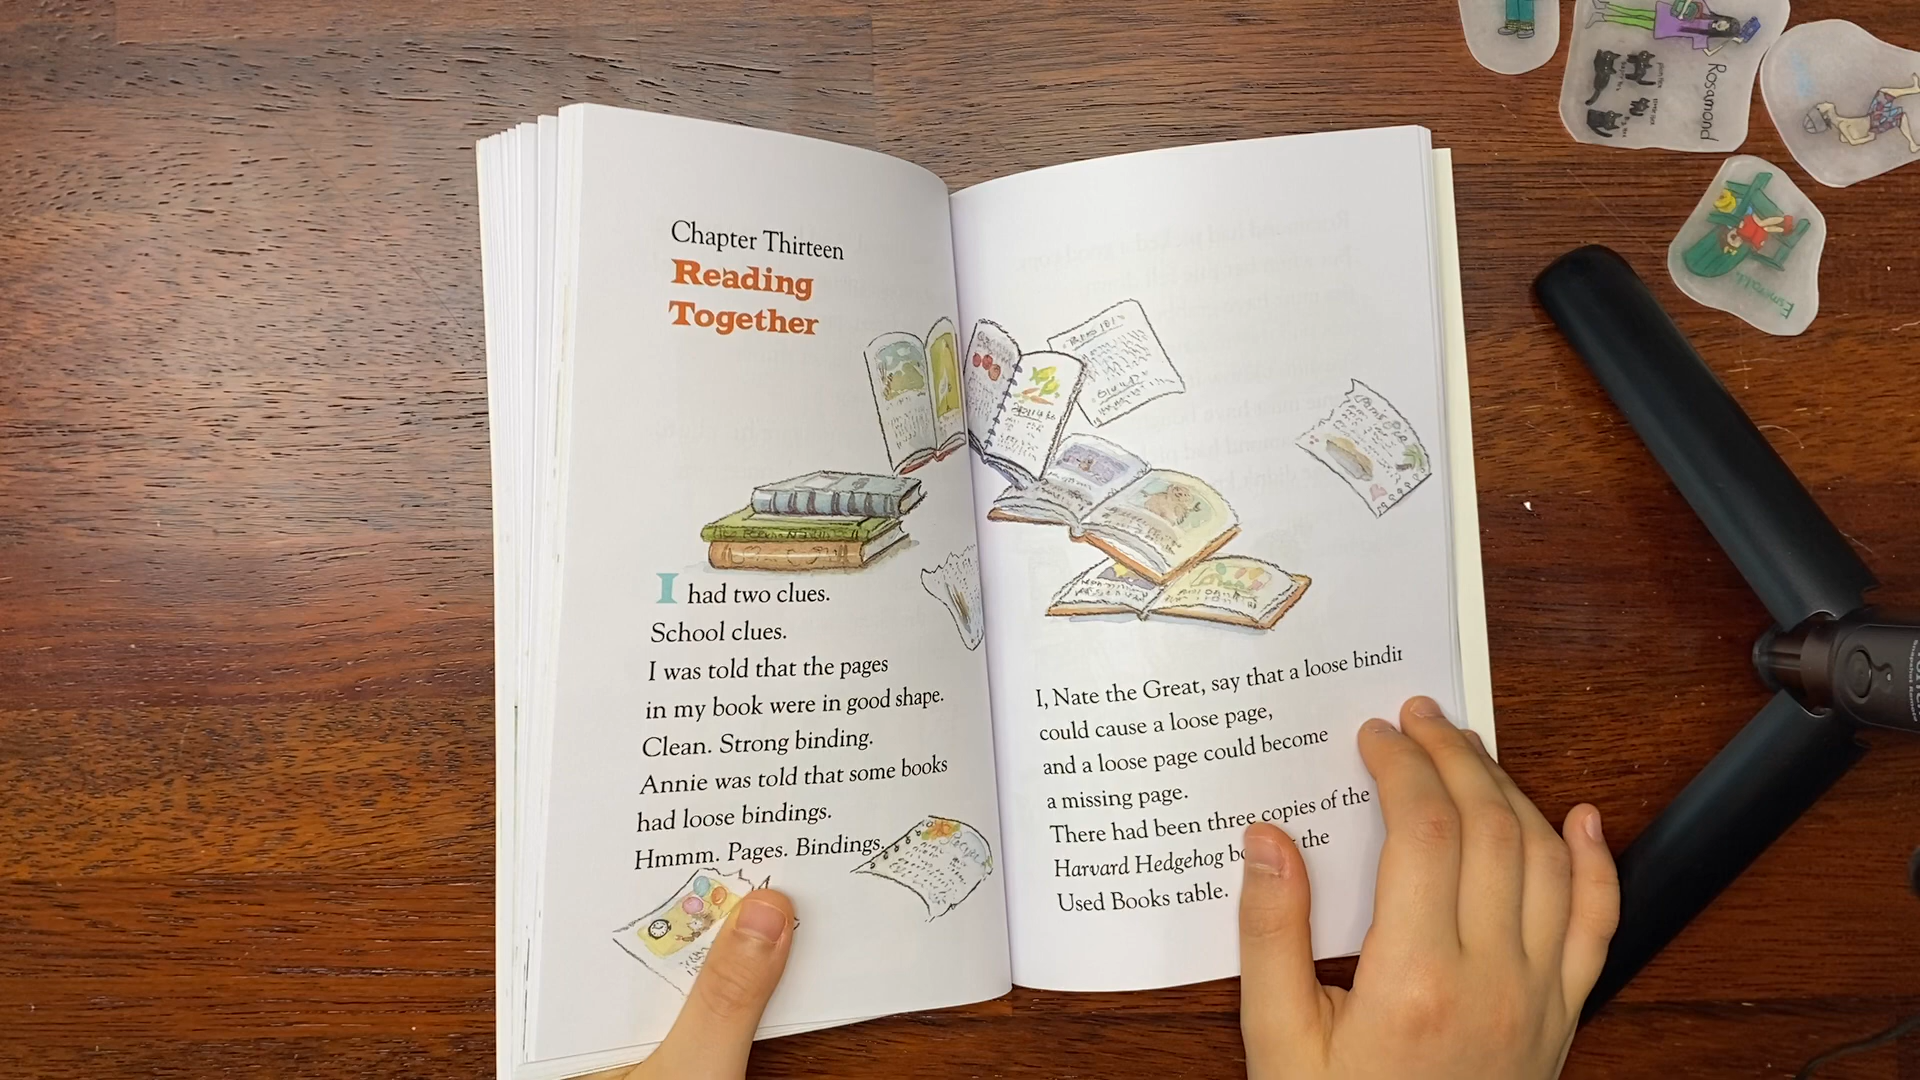 Chapter Thirteen
Reading
Together
I had two clues.
School clues.
I was told that the pages
in my book were in good shape.
Clean. Strong binding.
Annie was told that some books
had loose bindings.
Hmmm. Pages. Bindings.
I, Nate the Great, say that a loose bindir
could cause a loose page,
and a loose page could become
a missing page.
There had been three copies of the
Harvard Hedgehog the
Used Books table.
Rosamond
Esmeralda